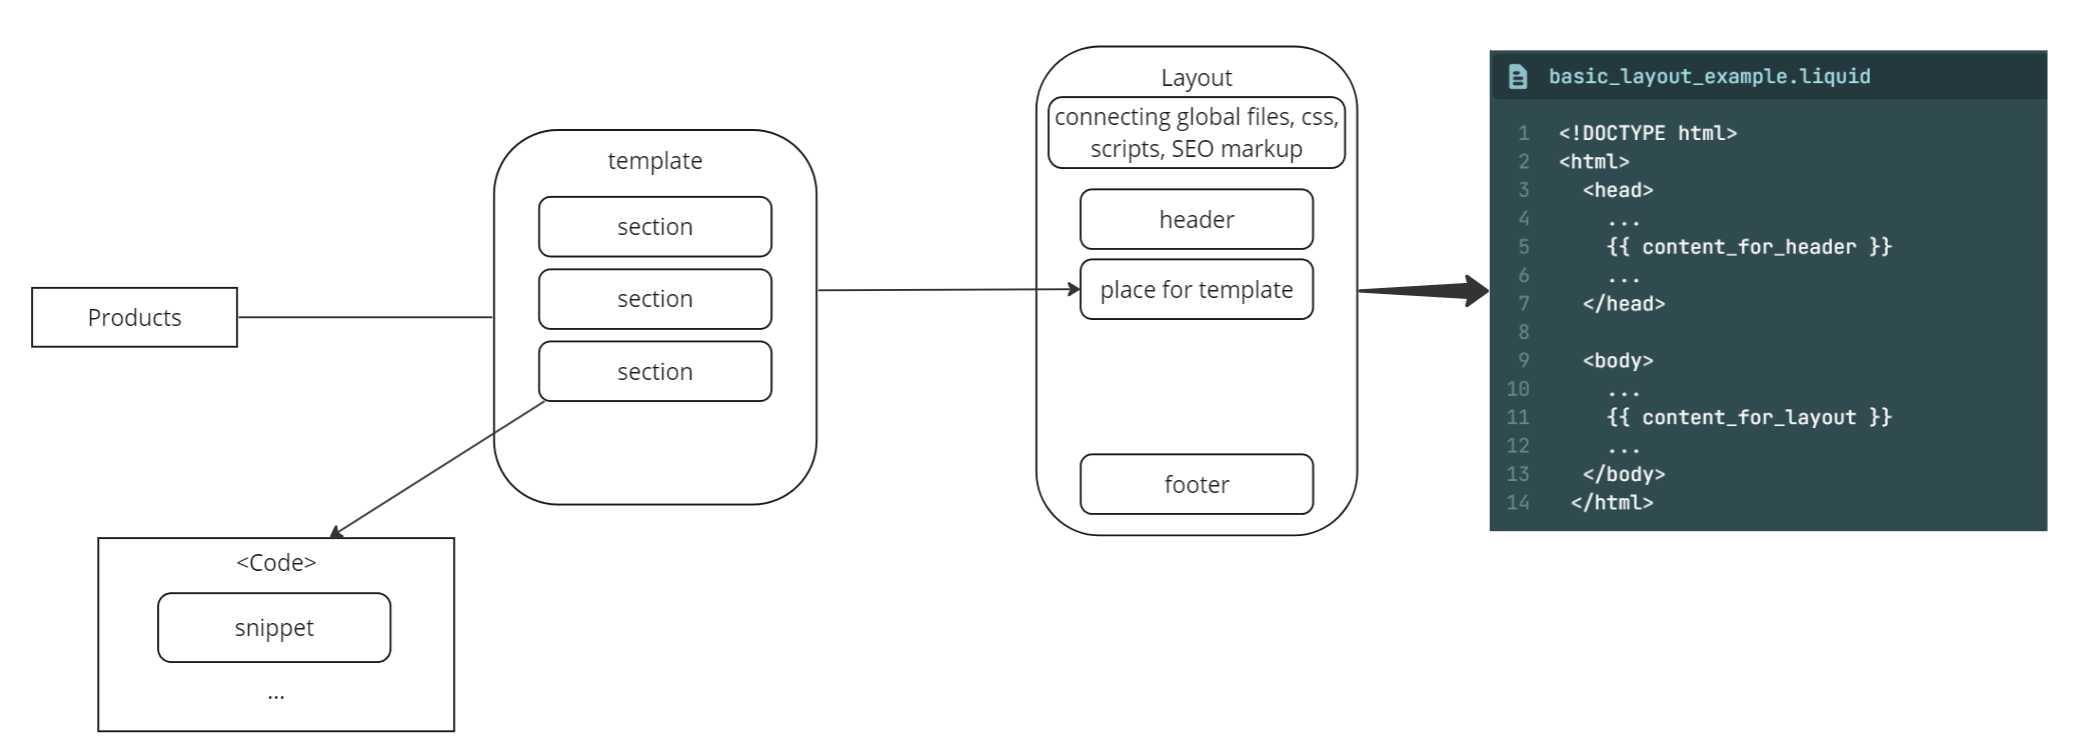 Products
template
section
section
section
<Code>
snippet
...
Layout
connecting global files, css,
scripts, SEO markup
header
place for template
footer
basic_layout_example.liquid
1 <!DOCTYPE html>
2 <html>
3 <head>
4 ...
5 {{ content_for_header }}
6 ...
7 </head>
8
9 <body>
10 ...
11 {{ content_for_layout }}
12 ...
13 </body>
14 </html>